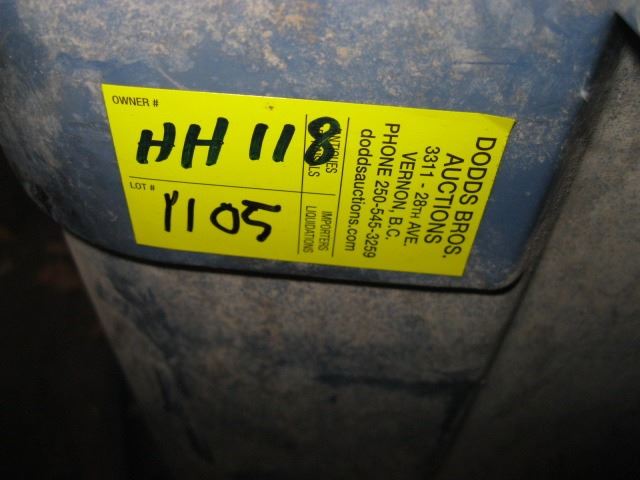 OWNER #
HH 118
LOT #
1105
IMPORTERS
LIQUIDATIONS
DODDS BROS.
AUCTIONS
3311 - 28TH AVE.
VERNON, B.C.
PHONE 250-545-3259
doddsauctions.com